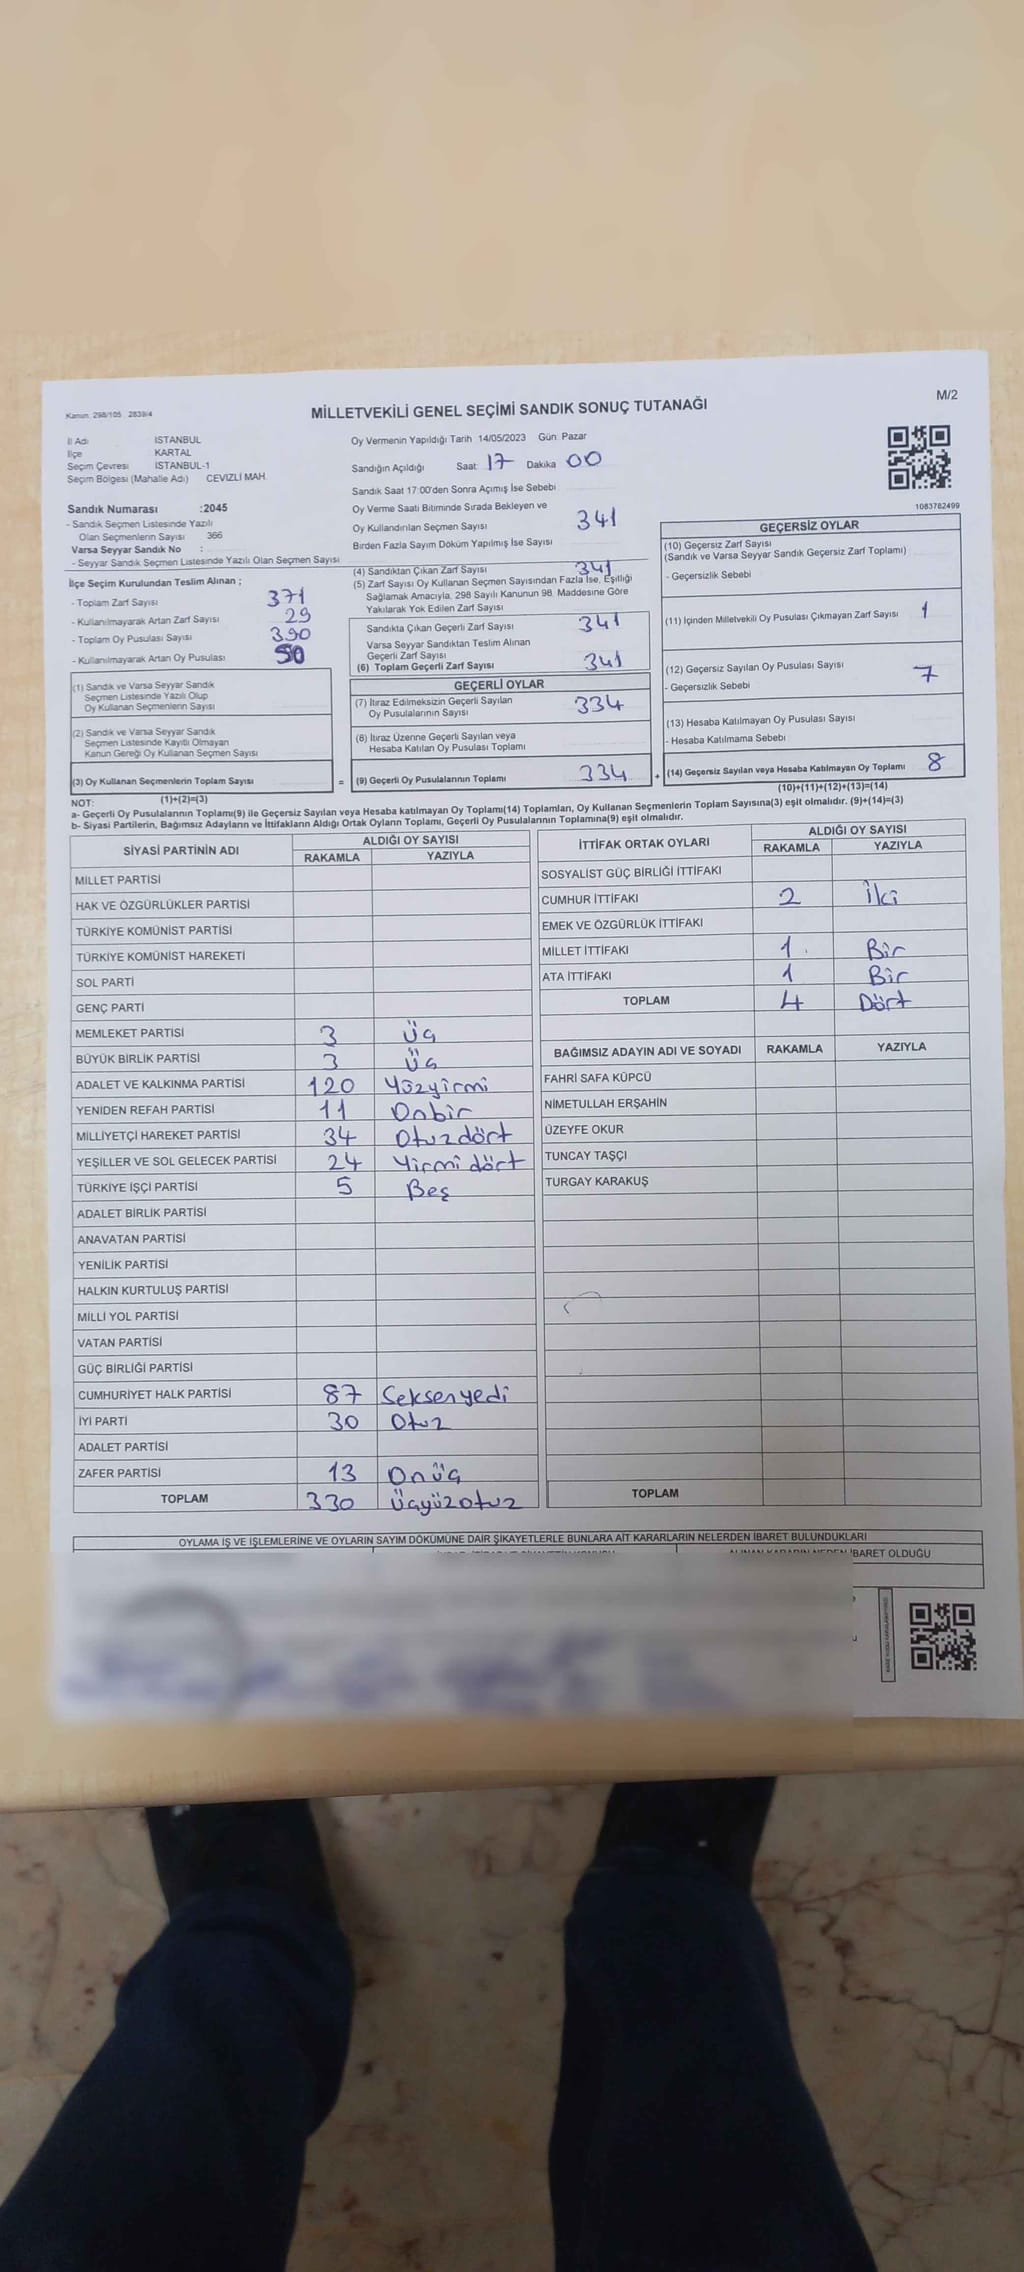 Kanun: 298/105 , 2839/4
MİLLETVEKİLİ GENEL SEÇİMİ SANDIK SONUÇ TUTANAĞI
M/2
İl Adı İSTANBUL
İlçe KARTAL
Seçim Çevresi İSTANBUL-1
Seçim Bölgesi (Mahalle Adı) CEVİZLİ MAH.
Sandık Numarası :2045
- Sandık Seçmen Listesinde Yazılı
Olan Seçmenlerin Sayısı 366
Varsa Seyyar Sandık No :
- Seyyar Sandık Seçmen Listesinde Yazılı Olan Seçmen Sayısı
İlçe Seçim Kurulundan Teslim Alınan ;
- Toplam Zarf Sayısı 371
- Kullanılmayarak Artan Zarf Sayısı 29
- Toplam Oy Pusulası Sayısı 390
- Kullanılmayarak Artan Oy Pusulası 50
(1) Sandık ve Varsa Seyyar Sandık
Seçmen Listesinde Yazılı Olup
Oy Kullanan Seçmenlerin Sayısı
(2) Sandık ve Varsa Seyyar Sandık
Seçmen Listesinde Kayıtlı Olmayan
Kanun Gereği Oy Kullanan Seçmen Sayısı
(3) Oy Kullanan Seçmenlerin Toplam Sayısı
(1)+(2)=(3)
Oy Vermenin Yapıldığı Tarih 14/05/2023 Gün: Pazar
Sandığın Açıldığı Saat: 17 Dakika 00
Sandık Saat 17:00'den Sonra Açımış İse Sebebi
Oy Verme Saati Bitiminde Sırada Bekleyen ve
Oy Kullandırılan Seçmen Sayısı 341
Birden Fazla Sayım Döküm Yapılmış İse Sayısı
(4) Sandıktan Çıkan Zarf Sayısı 341
(5) Zarf Sayısı Oy Kullanan Seçmen Sayısından Fazla İse, Eşitliği
Sağlamak Amacıyla, 298 Sayılı Kanunun 98. Maddesine Göre
Yakılarak Yok Edilen Zarf Sayısı
Sandıkta Çıkan Geçerli Zarf Sayısı 341
Varsa Seyyar Sandıktan Teslim Alınan
Geçerli Zarf Sayısı
(6) Toplam Geçerli Zarf Sayısı 341
GEÇERLİ OYLAR
(7) İtiraz Edilmeksizin Geçerli Sayılan
Oy Pusulalarının Sayısı 334
(8) İtiraz Üzerine Geçerli Sayılan veya
Hesaba Katılan Oy Pusulası Toplamı
= (9) Geçerli Oy Pusulalarının Toplamı 334 +
1083782499
GEÇERSİZ OYLAR
(10) Geçersiz Zarf Sayısı
(Sandık ve Varsa Seyyar Sandık Geçersiz Zarf Toplamı)
- Geçersizlik Sebebi
(11) İçinden Milletvekili Oy Pusulası Çıkmayan Zarf Sayısı 1
(12) Geçersiz Sayılan Oy Pusulası Sayısı 7
- Geçersizlik Sebebi
(13) Hesaba Katılmayan Oy Pusulası Sayısı
- Hesaba Katılmama Sebebi
(14) Geçersiz Sayılan veya Hesaba Katılmayan Oy Toplamı 8
(10)+(11)+(12)+(13)=(14)
NOT:
a- Geçerli Oy Pusulalarının Toplamı(9) ile Geçersiz Sayılan veya Hesaba katılmayan Oy Toplamı(14) Toplamları, Oy Kullanan Seçmenlerin Toplam Sayısına(3) eşit olmalıdır. (9)+(14)=(3)
b- Siyasi Partilerin, Bağımsız Adayların ve İttifakların Aldığı Ortak Oyların Toplamı, Geçerli Oy Pusulalarının Toplamına(9) eşit olmalıdır.
SİYASİ PARTİNİN ADI ALDIĞI OY SAYISI
RAKAMLA YAZIYLA
MİLLET PARTİSİ
HAK VE ÖZGÜRLÜKLER PARTİSİ
TÜRKİYE KOMÜNİST PARTİSİ
TÜRKİYE KOMÜNİST HAREKETİ
SOL PARTİ
GENÇ PARTİ
MEMLEKET PARTİSİ 3 Üç
BÜYÜK BİRLİK PARTİSİ 3 Üç
ADALET VE KALKINMA PARTİSİ 120 Yüzyirmi
YENİDEN REFAH PARTİSİ 11 Onbir
MİLLİYETÇİ HAREKET PARTİSİ 34 Otuzdört
YEŞİLLER VE SOL GELECEK PARTİSİ 24 Yirmi dört
TÜRKİYE İŞÇİ PARTİSİ 5 Beş
ADALET BİRLİK PARTİSİ
ANAVATAN PARTİSİ
YENİLİK PARTİSİ
HALKIN KURTULUŞ PARTİSİ
MİLLİ YOL PARTİSİ
VATAN PARTİSİ
GÜÇ BİRLİĞİ PARTİSİ
CUMHURİYET HALK PARTİSİ 87 Seksenyedi
İYİ PARTİ 30 Otuz
ADALET PARTİSİ
ZAFER PARTİSİ 13 Onüç
TOPLAM 330 Üçyüzotuz
İTTİFAK ORTAK OYLARI ALDIĞI OY SAYISI
RAKAMLA YAZIYLA
SOSYALİST GÜÇ BİRLİĞİ İTTİFAKI
CUMHUR İTTİFAKI 2 İki
EMEK VE ÖZGÜRLÜK İTTİFAKI
MİLLET İTTİFAKI 1 Bir
ATA İTTİFAKI 1 Bir
TOPLAM 4 Dört
BAĞIMSIZ ADAYIN ADI VE SOYADI RAKAMLA YAZIYLA
FAHRİ SAFA KÜPCÜ
NİMETULLAH ERŞAHİN
ÜZEYFE OKUR
TUNCAY TAŞÇI
TURGAY KARAKUŞ
TOPLAM
OYLAMA İŞ VE İŞLEMLERİNE VE OYLARIN SAYIM DÖKÜMÜNE DAİR ŞİKAYETLERLE BUNLARA AİT KARARLARIN NELERDEN İBARET BULUNDUKLARI
ALINAN KARARIN NEDEN İBARET OLDUĞU